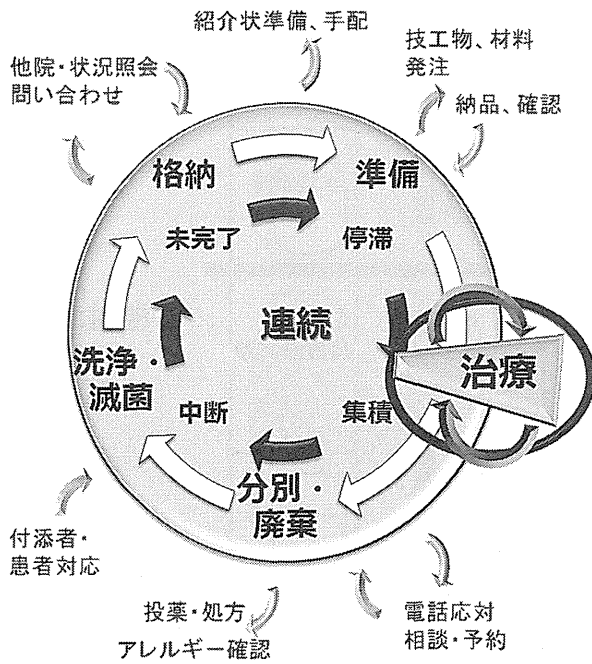 紹介状準備、手配
技工物、材料
発注
納品、確認
他院・状況照会
問い合わせ
格納
準備
未完了
停滞
連続
治療
洗浄・
滅菌
中断
集積
分別・
廃棄
付添者・
患者対応
投薬・処方
アレルギー確認
電話応対
相談・予約